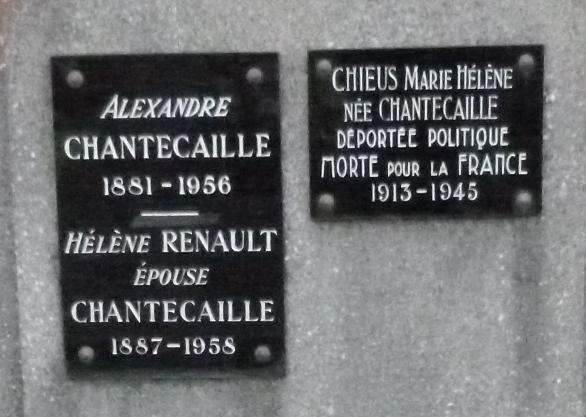 ALEXANDRE
CHANTECAILLE
1881 - 1956
HÉLÈNE RENAULT
ÉPOUSE
CHANTECAILLE
1887 - 1958
CHIEUS MARIE HÉLÈNE
NÉE CHANTECAILLE
DÉPORTÉE POLITIQUE
MORTE POUR LA FRANCE
1913 - 1945